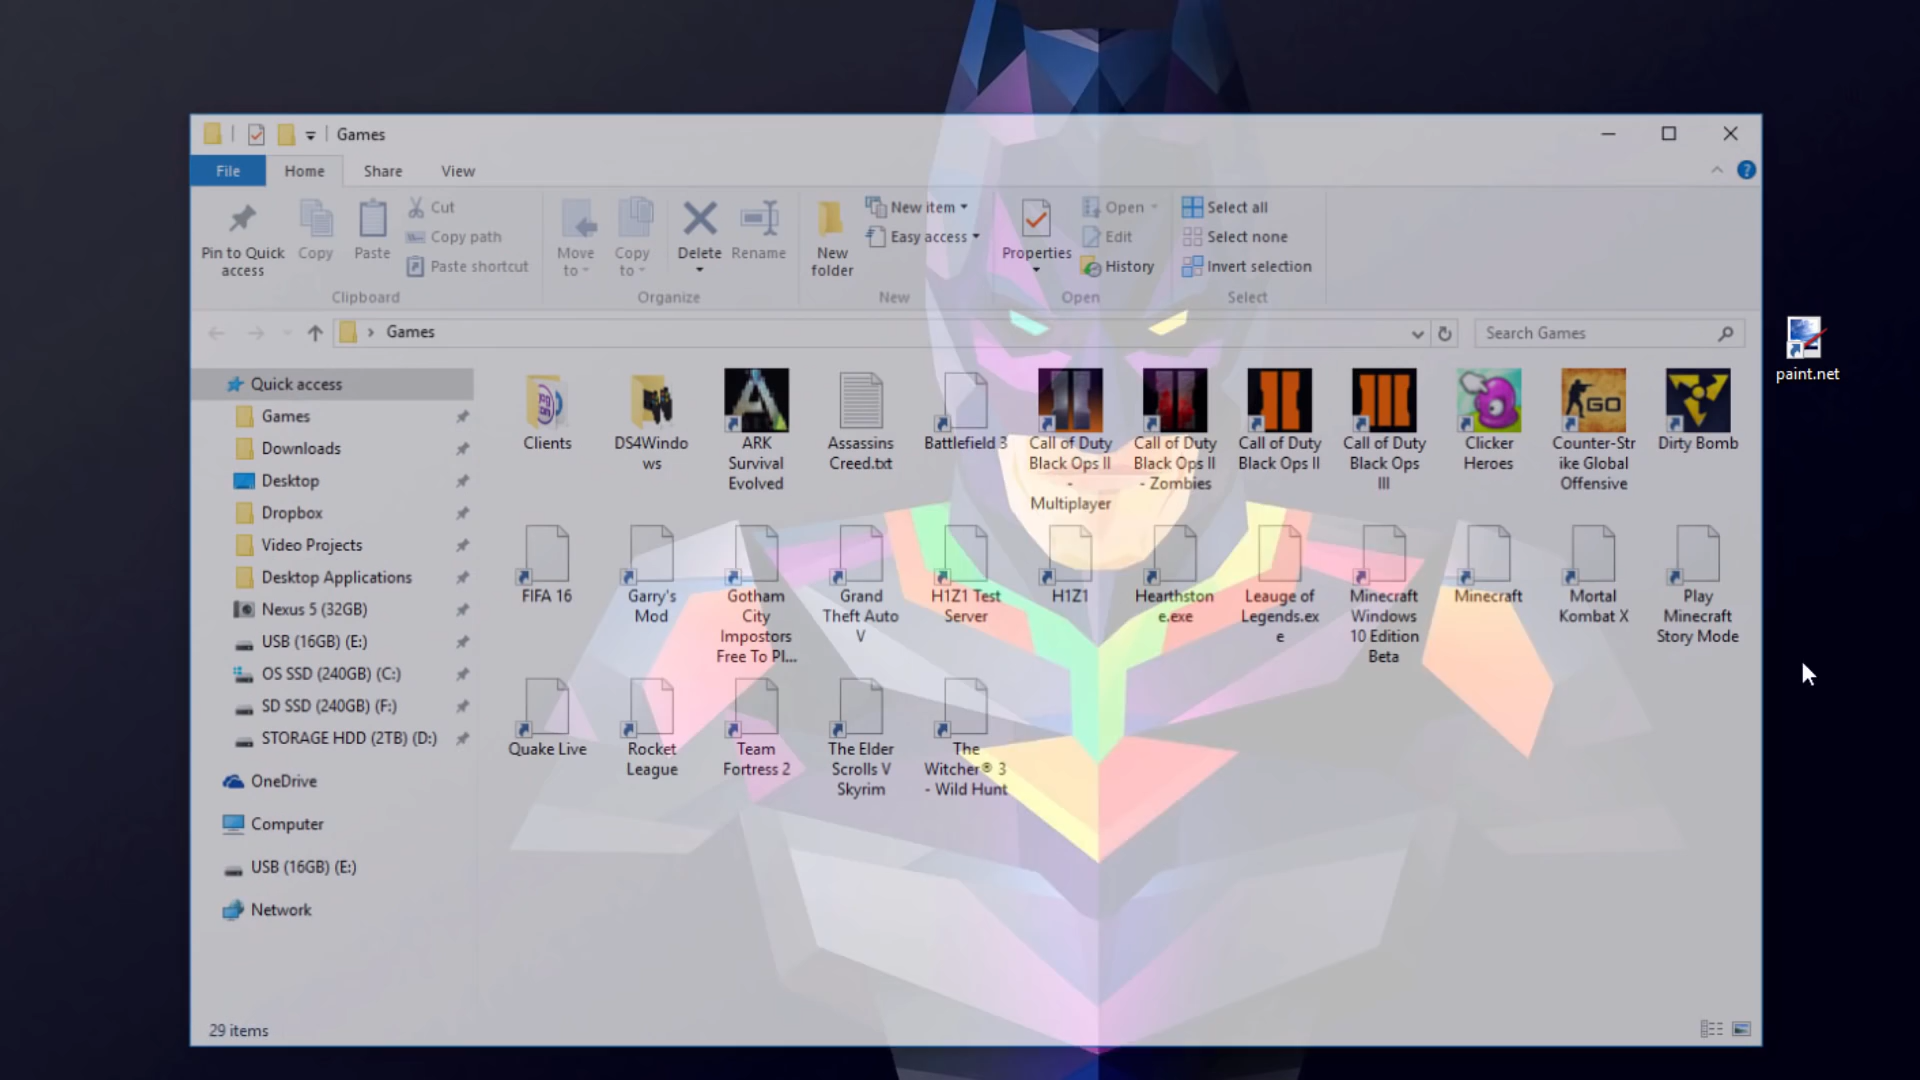 Games
File Home Share View
Pin to Quick
access
Copy
Paste
Cut
Copy path
Paste shortcut
Clipboard
Move
to
Copy
to
Delete
Rename
Organize
New
folder
New item
Easy access
New
Properties
Open
Edit
History
Open
Select all
Select none
Invert selection
Select
Games
Search Games
paint.net
Quick access
Games
Downloads
Desktop
Dropbox
Video Projects
Desktop Applications
Nexus 5 (32GB)
USB (16GB) (E:)
OS SSD (240GB) (C:)
SD SSD (240GB) (F:)
STORAGE HDD (2TB) (D:)
OneDrive
Computer
USB (16GB) (E:)
Network
Clients
DS4Windo
ws
ARK
Survival
Evolved
Assassins
Creed.txt
Battlefield 3
Call of Duty
Black Ops II
-
Multiplayer
Call of Duty
Black Ops II
- Zombies
Call of Duty
Black Ops II
Call of Duty
Black Ops
III
Clicker
Heroes
GO
Counter-Str
ike Global
Offensive
Dirty Bomb
FIFA 16
Garry's
Mod
Gotham
City
Impostors
Free To Pl...
Grand
Theft Auto
V
H1Z1 Test
Server
H1Z1
Hearthston
e.exe
Leauge of
Legends.ex
e
Minecraft
Windows
10 Edition
Beta
Minecraft
Mortal
Kombat X
Play
Minecraft
Story Mode
Quake Live
Rocket
League
Team
Fortress 2
The Elder
Scrolls V
Skyrim
The
Witcher® 3
- Wild Hunt
29 items